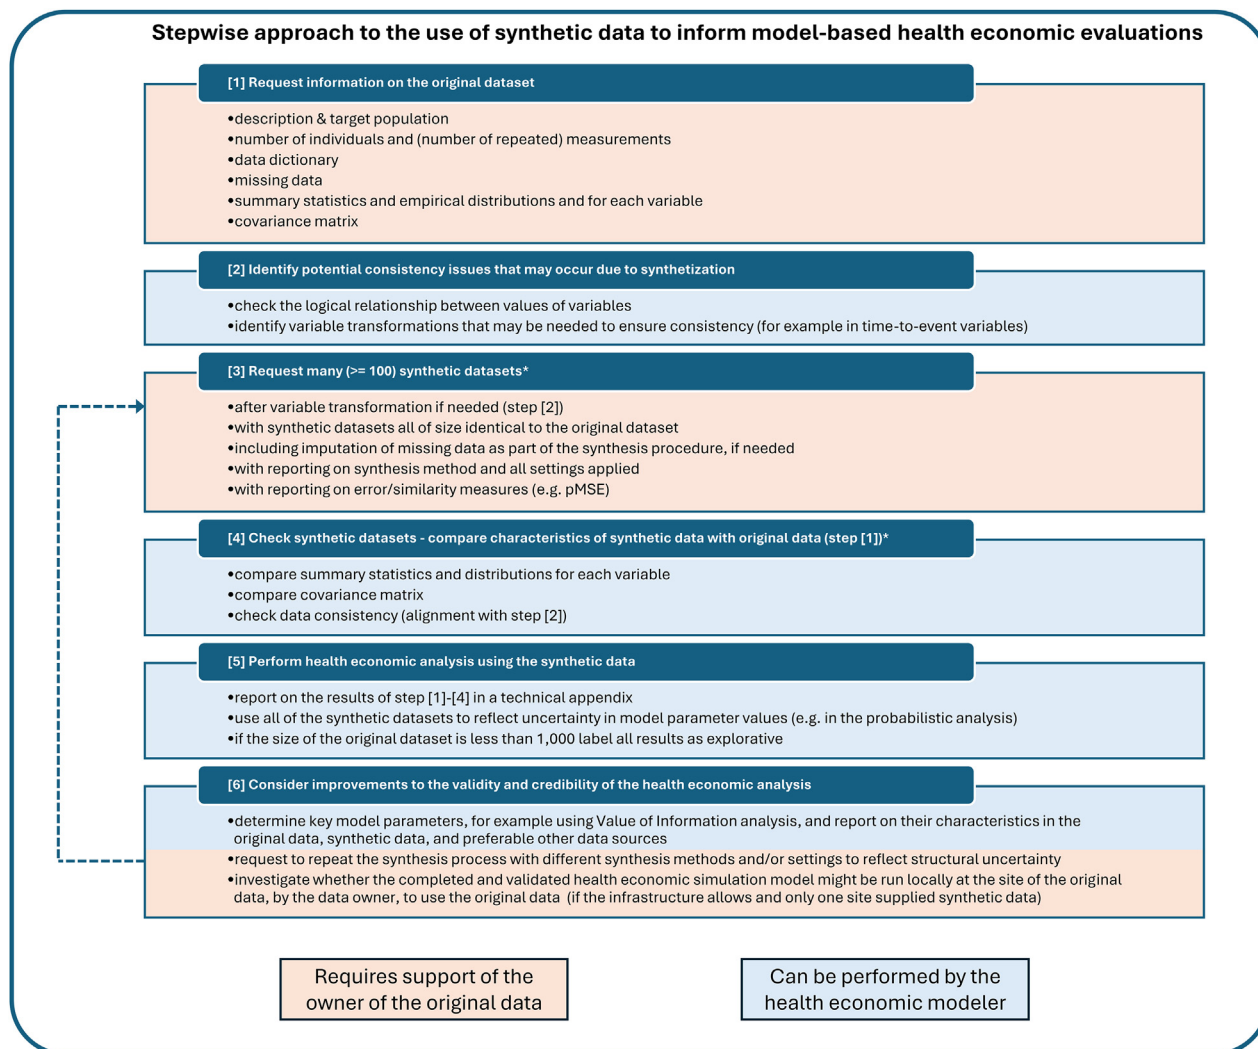 Stepwise approach to the use of synthetic data to inform model-based health economic evaluations
[1] Request information on the original dataset
•description & target population
•number of individuals and (number of repeated) measurements
•data dictionary
•missing data
•summary statistics and empirical distributions and for each variable
•covariance matrix
[2] Identify potential consistency issues that may occur due to synthetization
•check the logical relationship between values of variables
•identify variable transformations that may be needed to ensure consistency (for example in time-to-event variables)
[3] Request many (>= 100) synthetic datasets*
•after variable transformation if needed (step [2])
•with synthetic datasets all of size identical to the original dataset
•including imputation of missing data as part of the synthesis procedure, if needed
•with reporting on synthesis method and all settings applied
•with reporting on error/similarity measures (e.g. pMSE)
[4] Check synthetic datasets - compare characteristics of synthetic data with original data (step [1])*
•compare summary statistics and distributions for each variable
•compare covariance matrix
•check data consistency (alignment with step [2])
[5] Perform health economic analysis using the synthetic data
•report on the results of step [1]-[4] in a technical appendix
•use all of the synthetic datasets to reflect uncertainty in model parameter values (e.g. in the probabilistic analysis)
•if the size of the original dataset is less than 1,000 label all results as explorative
[6] Consider improvements to the validity and credibility of the health economic analysis
•determine key model parameters, for example using Value of Information analysis, and report on their characteristics in the
original data, synthetic data, and preferable other data sources
•request to repeat the synthesis process with different synthesis methods and/or settings to reflect structural uncertainty
•investigate whether the completed and validated health economic simulation model might be run locally at the site of the original
data, by the data owner, to use the original data (if the infrastructure allows and only one site supplied synthetic data)
Requires support of the
owner of the original data
Can be performed by the
health economic modeler